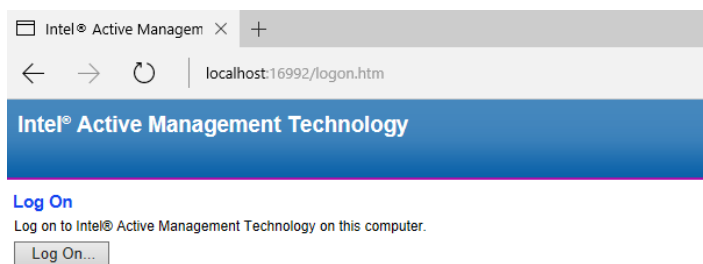 Intel® Active Managem
localhost:16992/logon.htm
Intel® Active Management Technology
Log On
Log on to Intel® Active Management Technology on this computer.
Log On...